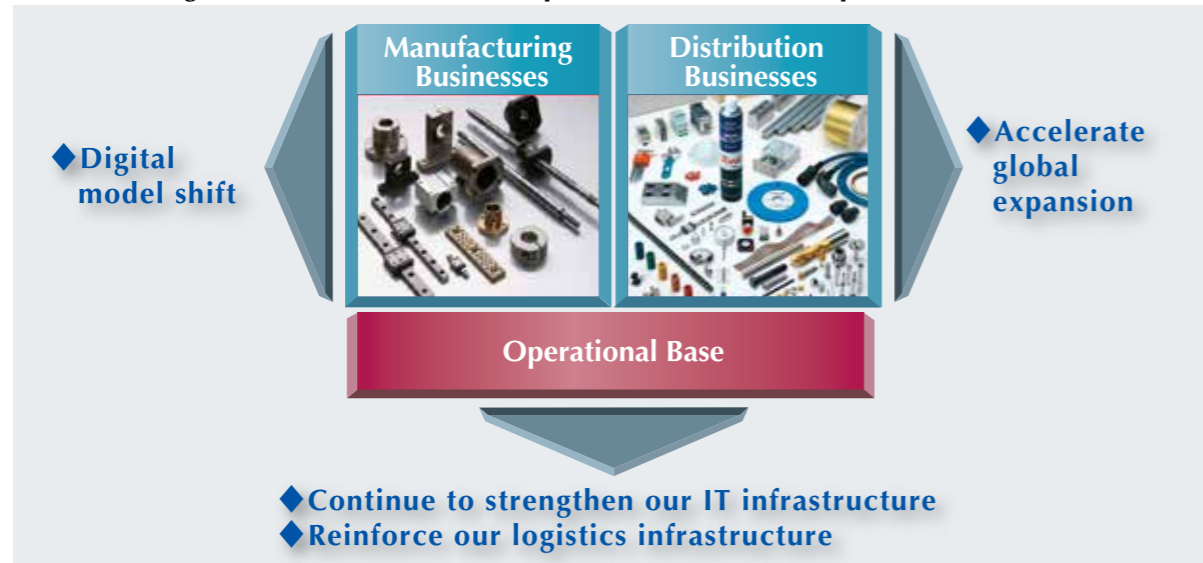 Manufacturing
Businesses
Distribution
Businesses
◆Digital
model shift
◆Accelerate
global
expansion
Operational Base
◆Continue to strengthen our IT infrastructure
◆Reinforce our logistics infrastructure